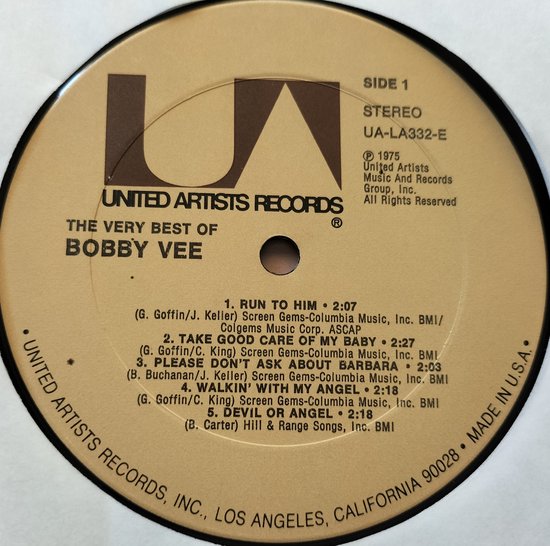 UA
UNITED ARTISTS RECORDS
®
SIDE 1
STEREO
UA-LA332-E
℗ 1975
United Artists
Music And Records
Group, Inc.
All Rights Reserved
THE VERY BEST OF
BOBBY VEE
1. RUN TO HIM • 2:07
(G. Goffin/J. Keller) Screen Gems-Columbia Music, Inc. BMI/
Colgems Music Corp. ASCAP
2. TAKE GOOD CARE OF MY BABY • 2:27
(G. Goffin/C. King) Screen Gems-Columbia Music, Inc. BMI
3. PLEASE DON'T ASK ABOUT BARBARA • 2:03
(B. Buchanan/J. Keller) Screen Gems-Columbia Music, Inc. BMI
4. WALKIN' WITH MY ANGEL • 2:18
(G. Goffin/C. King) Screen Gems-Columbia Music, Inc. BMI
5. DEVIL OR ANGEL • 2:18
(B. Carter) Hill & Range Songs, Inc. BMI
• UNITED ARTISTS RECORDS, INC., LOS ANGELES, CALIFORNIA 90028 • MADE IN U.S.A. •